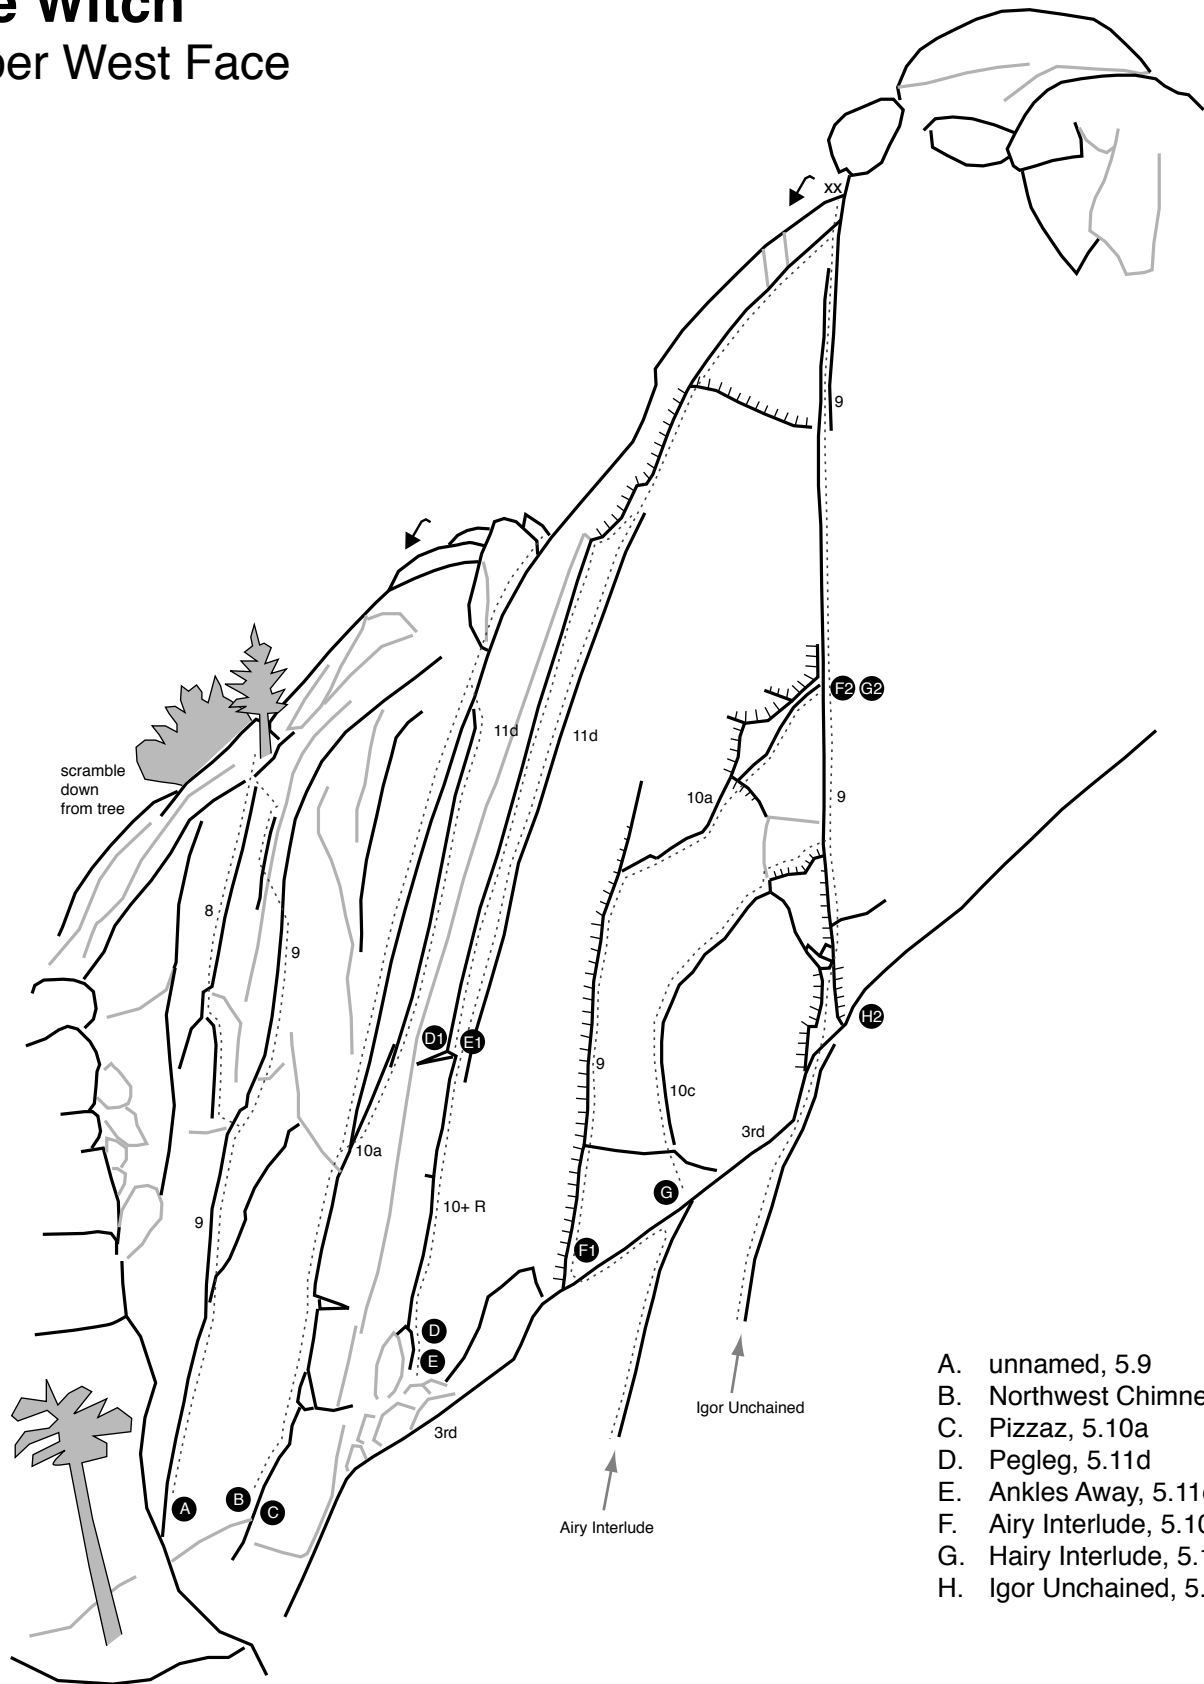 e Witch
per West Face
xx
9
11d
11d
F2 G2
scramble
down
from tree
10a
9
8
9
D1 E1
H2
9
10c
3rd
10a
G
10+ R
9
F1
D
E
Igor Unchained
3rd
A
B
C
Airy Interlude
A. unnamed, 5.9
B. Northwest Chimne
C. Pizzaz, 5.10a
D. Pegleg, 5.11d
E. Ankles Away, 5.11
F. Airy Interlude, 5.10
G. Hairy Interlude, 5.
H. Igor Unchained, 5.